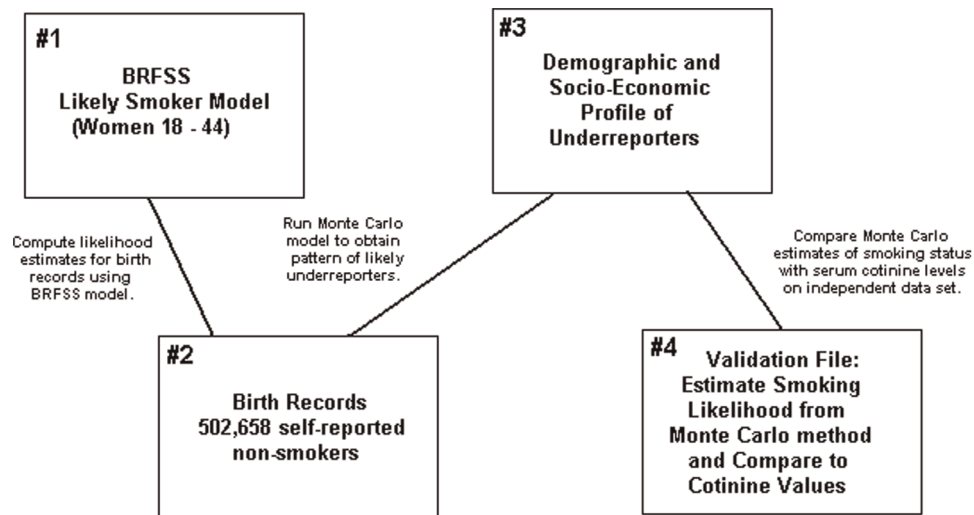 #1
BRFSS
Likely Smoker Model
(Women 18 - 44)
Compute likelihood
estimates for birth
records using
BRFSS model.
#2
Birth Records
502,658 self-reported
non-smokers
Run Monte Carlo
model to obtain
pattern of likely
underreporters.
#3
Demographic and
Socio-Economic
Profile of
Underreporters
Compare Monte Carlo
estimates of smoking status
with serum cotinine levels
on independent data set.
#4 Validation File:
Estimate Smoking
Likelihood from
Monte Carlo method
and Compare to
Cotinine Values